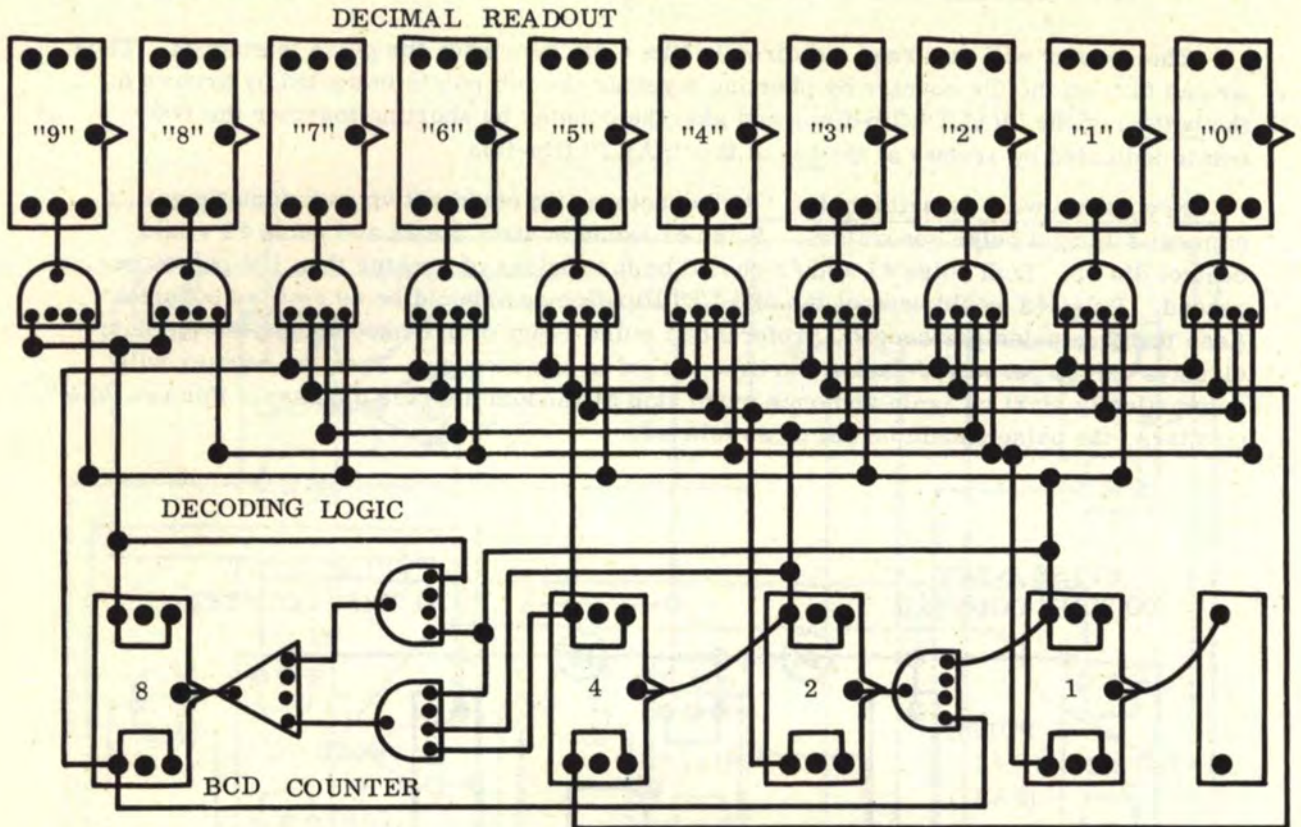 DECIMAL READOUT
"9" "8" "7" "6" "5" "4" "3" "2" "1" "0"
DECODING LOGIC
8 4 2 1
BCD COUNTER